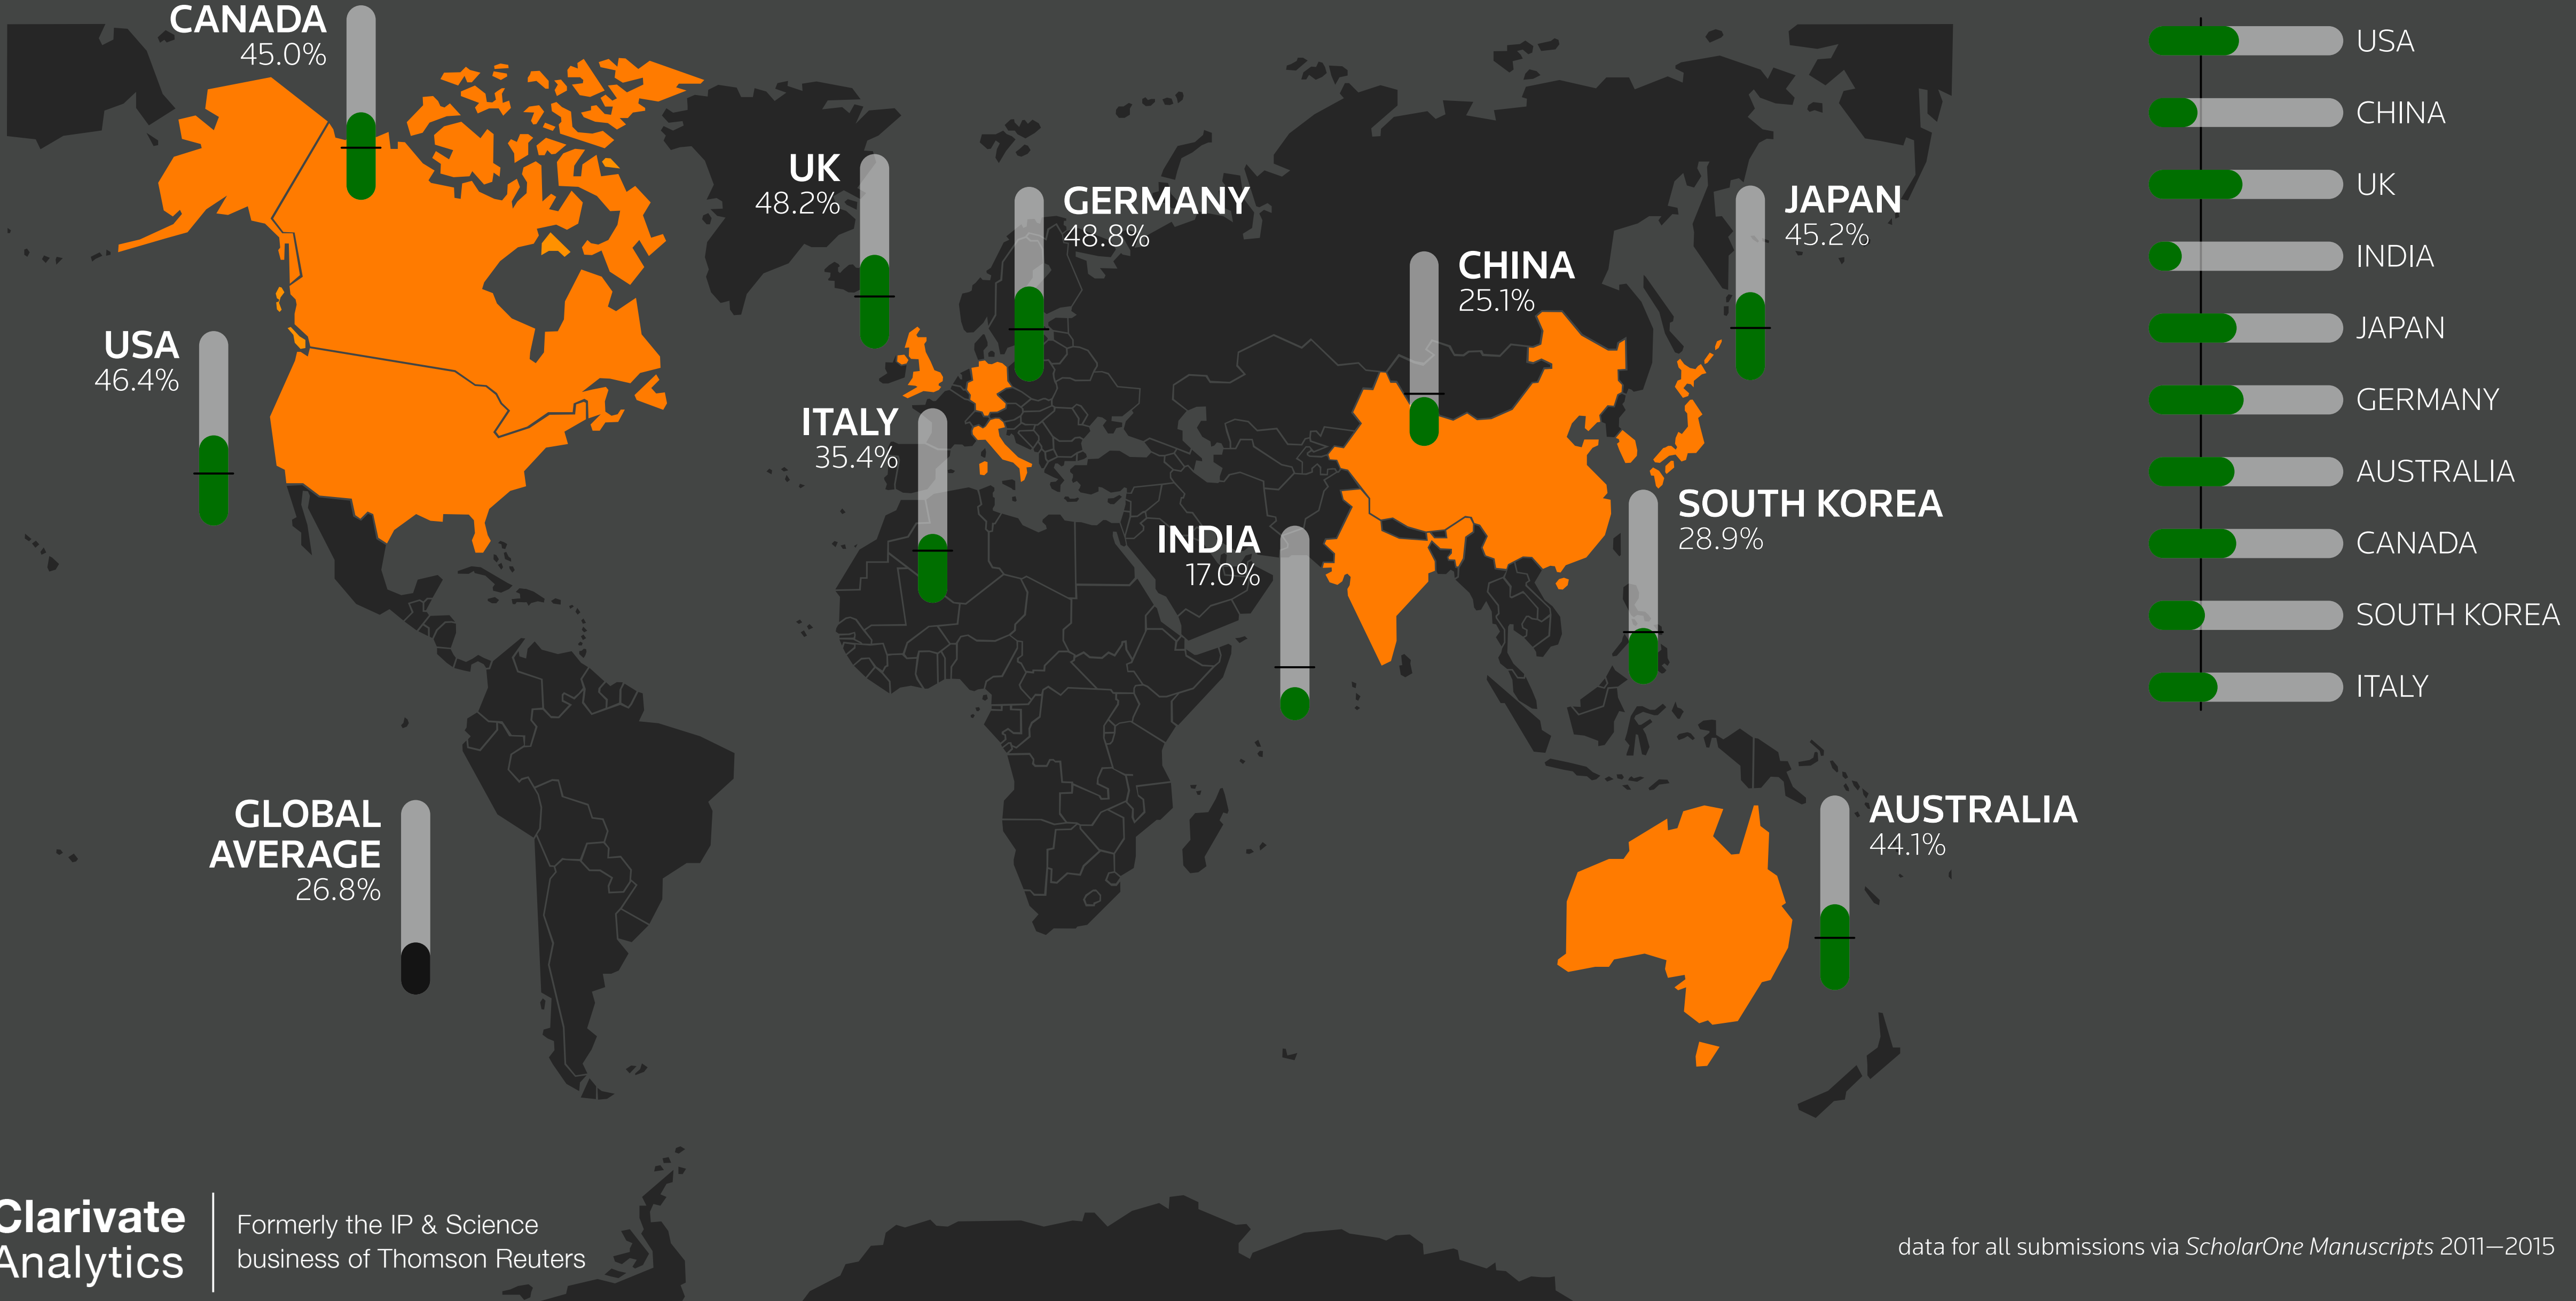 CANADA
45.0%
USA
46.4%
UK
48.2%
GERMANY
48.8%
ITALY
35.4%
CHINA
25.1%
JAPAN
45.2%
INDIA
17.0%
SOUTH KOREA
28.9%
AUSTRALIA
44.1%
GLOBAL
AVERAGE
26.8%
USA
CHINA
UK
INDIA
JAPAN
GERMANY
AUSTRALIA
CANADA
SOUTH KOREA
ITALY
Clarivate
Analytics
Formerly the IP & Science
business of Thomson Reuters
data for all submissions via ScholarOne Manuscripts 2011—2015